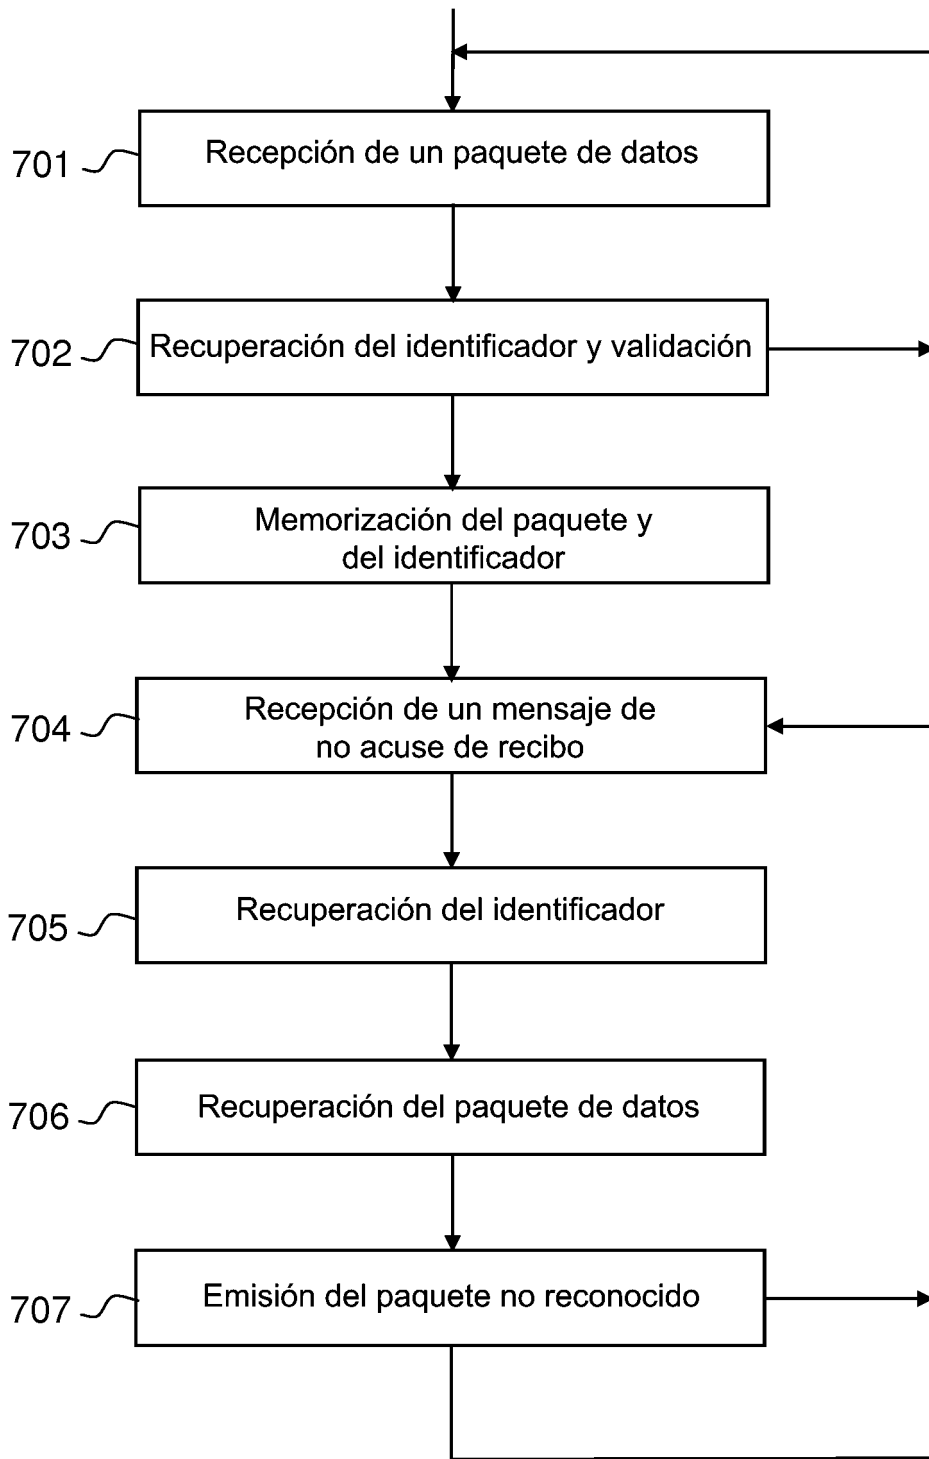 701
Recepción de un paquete de datos
702
Recuperación del identificador y validación
703
Memorización del paquete y
del identificador
704
Recepción de un mensaje de
no acuse de recibo
705
Recuperación del identificador
706
Recuperación del paquete de datos
707
Emisión del paquete no reconocido